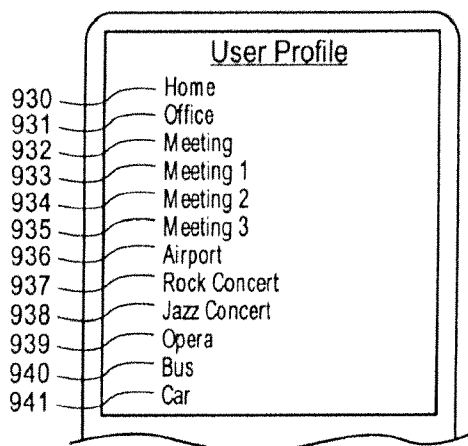 User Profile
930 Home
931 Office
932 Meeting
933 Meeting 1
934 Meeting 2
935 Meeting 3
936 Airport
937 Rock Concert
938 Jazz Concert
939 Opera
940 Bus
941 Car